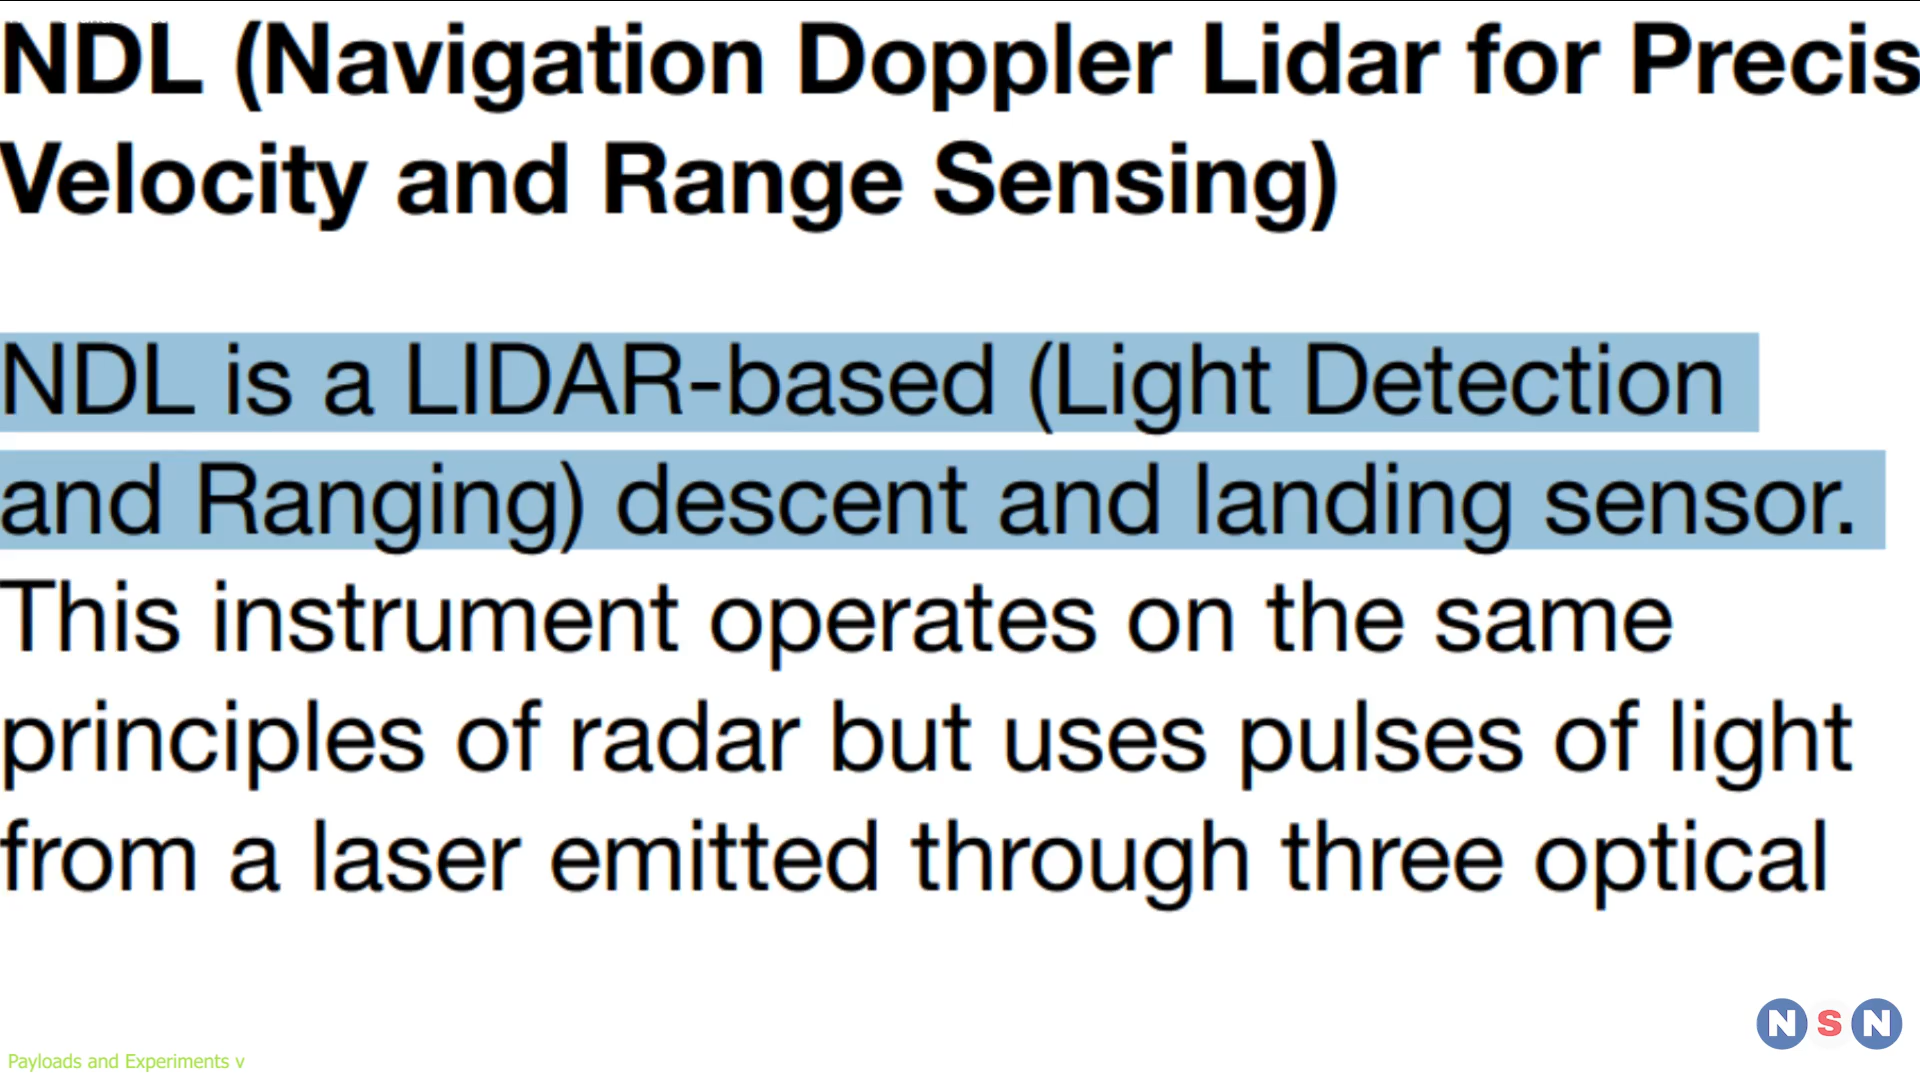 NDL (Navigation Doppler Lidar for Precis
Velocity and Range Sensing)
NDL is a LIDAR-based (Light Detection
and Ranging) descent and landing sensor.
This instrument operates on the same
principles of radar but uses pulses of light
from a laser emitted through three optical
N S N
Payloads and Experiments v